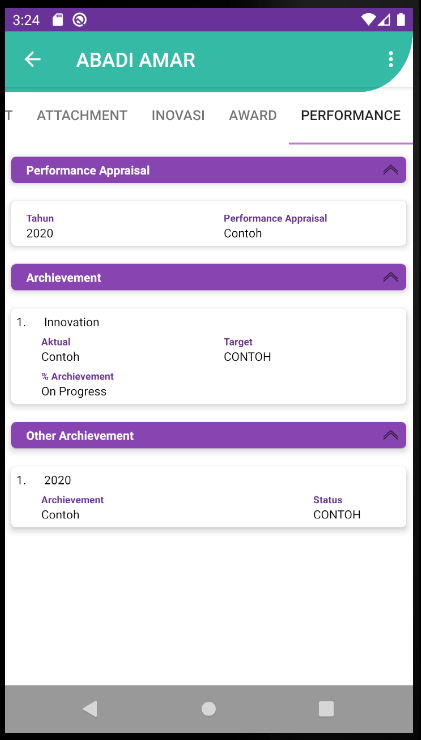 3:24
ABADI AMAR
T ATTACHMENT INOVASI AWARD PERFORMANCE
Performance Appraisal
Tahun Performance Appraisal
2020 Contoh
Archievement
1. Innovation
Aktual Target
Contoh CONTOH
% Archievement
On Progress
Other Archievement
1. 2020
Archievement Status
Contoh CONTOH